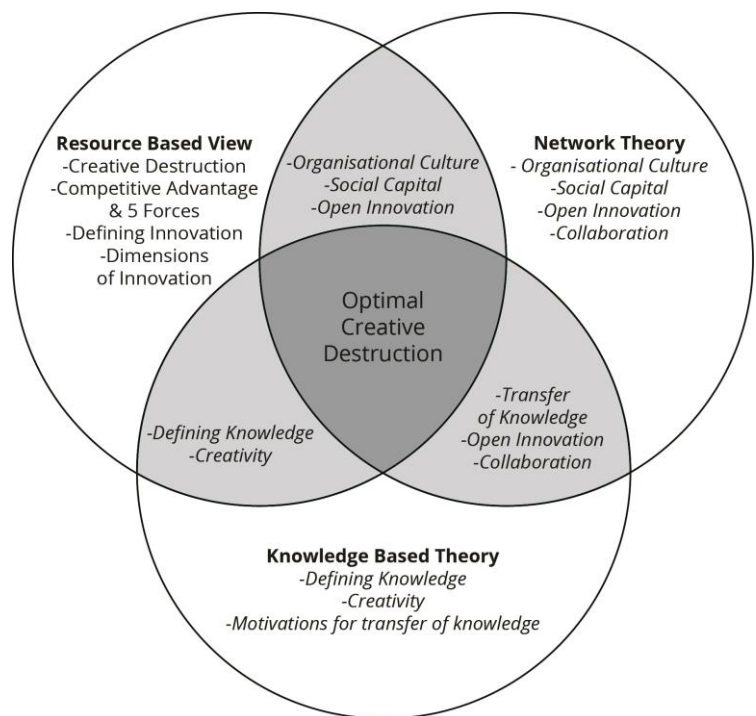 Resource Based View
-Creative Destruction
-Competitive Advantage
& 5 Forces
-Defining Innovation
-Dimensions
of Innovation
-Organisational Culture
-Social Capital
-Open Innovation
Network Theory
- Organisational Culture
-Social Capital
-Open Innovation
-Collaboration
Optimal
Creative
Destruction
-Defining Knowledge
-Creativity
-Transfer
of Knowledge
-Open Innovation
-Collaboration
Knowledge Based Theory
-Defining Knowledge
-Creativity
-Motivations for transfer of knowledge